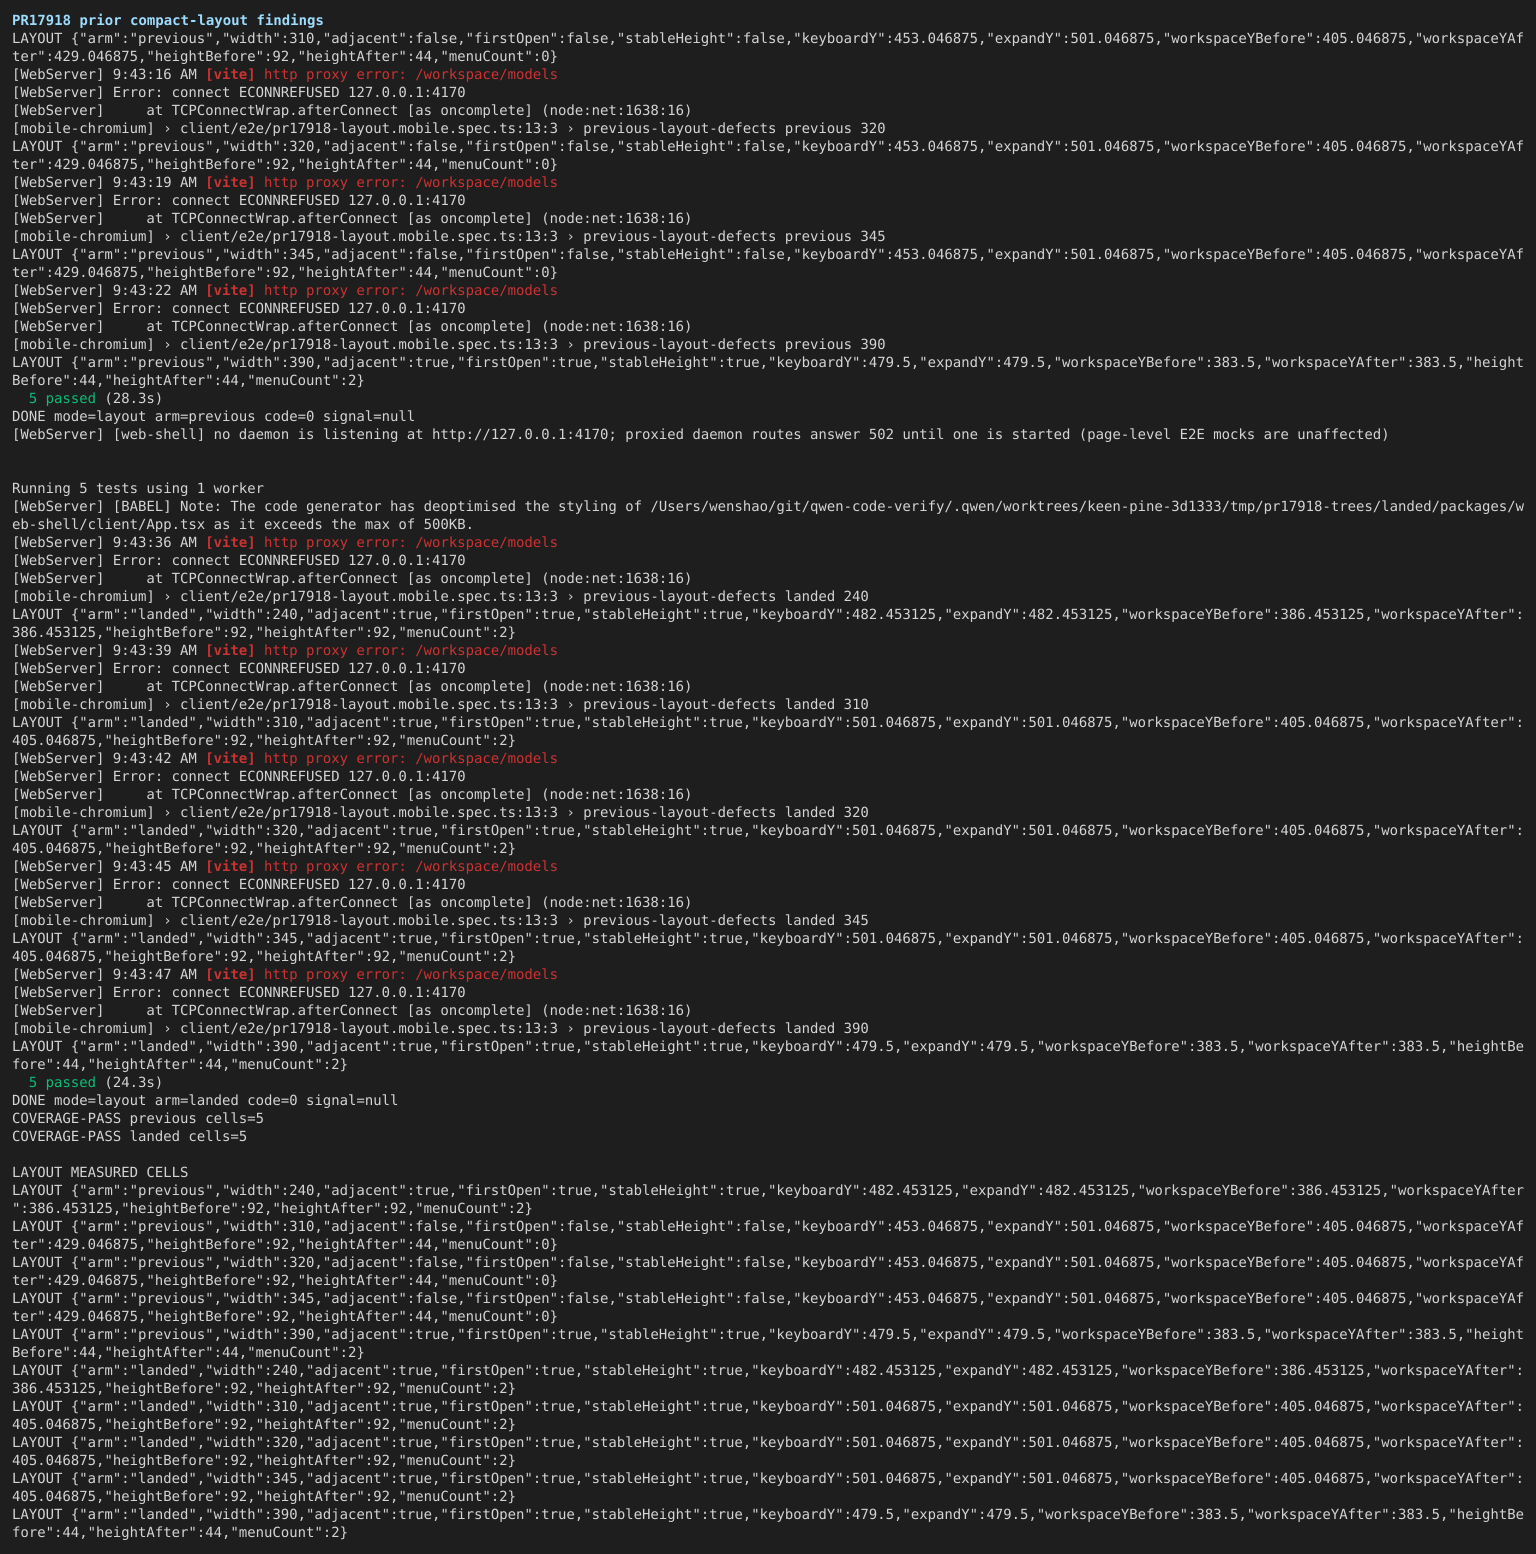 PR17918 prior compact-layout findings
LAYOUT {"arm":"previous","width":310,"adjacent":false,"firstOpen":false,"stableHeight":false,"keyboardY":453.046875,"expandY":501.046875,"workspaceYBefore":405.046875,"workspaceYAf
ter":429.046875,"heightBefore":92,"heightAfter":44,"menuCount":0}
[WebServer] 9:43:16 AM [vite] http proxy error: /workspace/models
[WebServer] Error: connect ECONNREFUSED 127.0.0.1:4170
[WebServer]     at TCPConnectWrap.afterConnect [as oncomplete] (node:net:1638:16)
[mobile-chromium] › client/e2e/pr17918-layout.mobile.spec.ts:13:3 › previous-layout-defects previous 320
LAYOUT {"arm":"previous","width":320,"adjacent":false,"firstOpen":false,"stableHeight":false,"keyboardY":453.046875,"expandY":501.046875,"workspaceYBefore":405.046875,"workspaceYAf
ter":429.046875,"heightBefore":92,"heightAfter":44,"menuCount":0}
[WebServer] 9:43:19 AM [vite] http proxy error: /workspace/models
[WebServer] Error: connect ECONNREFUSED 127.0.0.1:4170
[WebServer]     at TCPConnectWrap.afterConnect [as oncomplete] (node:net:1638:16)
[mobile-chromium] › client/e2e/pr17918-layout.mobile.spec.ts:13:3 › previous-layout-defects previous 345
LAYOUT {"arm":"previous","width":345,"adjacent":false,"firstOpen":false,"stableHeight":false,"keyboardY":453.046875,"expandY":501.046875,"workspaceYBefore":405.046875,"workspaceYAf
ter":429.046875,"heightBefore":92,"heightAfter":44,"menuCount":0}
[WebServer] 9:43:22 AM [vite] http proxy error: /workspace/models
[WebServer] Error: connect ECONNREFUSED 127.0.0.1:4170
[WebServer]     at TCPConnectWrap.afterConnect [as oncomplete] (node:net:1638:16)
[mobile-chromium] › client/e2e/pr17918-layout.mobile.spec.ts:13:3 › previous-layout-defects previous 390
LAYOUT {"arm":"previous","width":390,"adjacent":true,"firstOpen":true,"stableHeight":true,"keyboardY":479.5,"expandY":479.5,"workspaceYBefore":383.5,"workspaceYAfter":383.5,"height
Before":44,"heightAfter":44,"menuCount":2}
  5 passed (28.3s)
DONE mode=layout arm=previous code=0 signal=null
[WebServer] [web-shell] no daemon is listening at http://127.0.0.1:4170; proxied daemon routes answer 502 until one is started (page-level E2E mocks are unaffected)
Running 5 tests using 1 worker
[WebServer] [BABEL] Note: The code generator has deoptimised the styling of /Users/wenshao/git/qwen-code-verify/.qwen/worktrees/keen-pine-3d1333/tmp/pr17918-trees/landed/packages/w
eb-shell/client/App.tsx as it exceeds the max of 500KB.
[WebServer] 9:43:36 AM [vite] http proxy error: /workspace/models
[WebServer] Error: connect ECONNREFUSED 127.0.0.1:4170
[WebServer]     at TCPConnectWrap.afterConnect [as oncomplete] (node:net:1638:16)
[mobile-chromium] › client/e2e/pr17918-layout.mobile.spec.ts:13:3 › previous-layout-defects landed 240
LAYOUT {"arm":"landed","width":240,"adjacent":true,"firstOpen":true,"stableHeight":true,"keyboardY":482.453125,"expandY":482.453125,"workspaceYBefore":386.453125,"workspaceYAfter":
386.453125,"heightBefore":92,"heightAfter":92,"menuCount":2}
[WebServer] 9:43:39 AM [vite] http proxy error: /workspace/models
[WebServer] Error: connect ECONNREFUSED 127.0.0.1:4170
[WebServer]     at TCPConnectWrap.afterConnect [as oncomplete] (node:net:1638:16)
[mobile-chromium] › client/e2e/pr17918-layout.mobile.spec.ts:13:3 › previous-layout-defects landed 310
LAYOUT {"arm":"landed","width":310,"adjacent":true,"firstOpen":true,"stableHeight":true,"keyboardY":501.046875,"expandY":501.046875,"workspaceYBefore":405.046875,"workspaceYAfter":
405.046875,"heightBefore":92,"heightAfter":92,"menuCount":2}
[WebServer] 9:43:42 AM [vite] http proxy error: /workspace/models
[WebServer] Error: connect ECONNREFUSED 127.0.0.1:4170
[WebServer]     at TCPConnectWrap.afterConnect [as oncomplete] (node:net:1638:16)
[mobile-chromium] › client/e2e/pr17918-layout.mobile.spec.ts:13:3 › previous-layout-defects landed 320
LAYOUT {"arm":"landed","width":320,"adjacent":true,"firstOpen":true,"stableHeight":true,"keyboardY":501.046875,"expandY":501.046875,"workspaceYBefore":405.046875,"workspaceYAfter":
405.046875,"heightBefore":92,"heightAfter":92,"menuCount":2}
[WebServer] 9:43:45 AM [vite] http proxy error: /workspace/models
[WebServer] Error: connect ECONNREFUSED 127.0.0.1:4170
[WebServer]     at TCPConnectWrap.afterConnect [as oncomplete] (node:net:1638:16)
[mobile-chromium] › client/e2e/pr17918-layout.mobile.spec.ts:13:3 › previous-layout-defects landed 345
LAYOUT {"arm":"landed","width":345,"adjacent":true,"firstOpen":true,"stableHeight":true,"keyboardY":501.046875,"expandY":501.046875,"workspaceYBefore":405.046875,"workspaceYAfter":
405.046875,"heightBefore":92,"heightAfter":92,"menuCount":2}
[WebServer] 9:43:47 AM [vite] http proxy error: /workspace/models
[WebServer] Error: connect ECONNREFUSED 127.0.0.1:4170
[WebServer]     at TCPConnectWrap.afterConnect [as oncomplete] (node:net:1638:16)
[mobile-chromium] › client/e2e/pr17918-layout.mobile.spec.ts:13:3 › previous-layout-defects landed 390
LAYOUT {"arm":"landed","width":390,"adjacent":true,"firstOpen":true,"stableHeight":true,"keyboardY":479.5,"expandY":479.5,"workspaceYBefore":383.5,"workspaceYAfter":383.5,"heightBe
fore":44,"heightAfter":44,"menuCount":2}
  5 passed (24.3s)
DONE mode=layout arm=landed code=0 signal=null
COVERAGE-PASS previous cells=5
COVERAGE-PASS landed cells=5
LAYOUT MEASURED CELLS
LAYOUT {"arm":"previous","width":240,"adjacent":true,"firstOpen":true,"stableHeight":true,"keyboardY":482.453125,"expandY":482.453125,"workspaceYBefore":386.453125,"workspaceYAfter
":386.453125,"heightBefore":92,"heightAfter":92,"menuCount":2}
LAYOUT {"arm":"previous","width":310,"adjacent":false,"firstOpen":false,"stableHeight":false,"keyboardY":453.046875,"expandY":501.046875,"workspaceYBefore":405.046875,"workspaceYAf
ter":429.046875,"heightBefore":92,"heightAfter":44,"menuCount":0}
LAYOUT {"arm":"previous","width":320,"adjacent":false,"firstOpen":false,"stableHeight":false,"keyboardY":453.046875,"expandY":501.046875,"workspaceYBefore":405.046875,"workspaceYAf
ter":429.046875,"heightBefore":92,"heightAfter":44,"menuCount":0}
LAYOUT {"arm":"previous","width":345,"adjacent":false,"firstOpen":false,"stableHeight":false,"keyboardY":453.046875,"expandY":501.046875,"workspaceYBefore":405.046875,"workspaceYAf
ter":429.046875,"heightBefore":92,"heightAfter":44,"menuCount":0}
LAYOUT {"arm":"previous","width":390,"adjacent":true,"firstOpen":true,"stableHeight":true,"keyboardY":479.5,"expandY":479.5,"workspaceYBefore":383.5,"workspaceYAfter":383.5,"height
Before":44,"heightAfter":44,"menuCount":2}
LAYOUT {"arm":"landed","width":240,"adjacent":true,"firstOpen":true,"stableHeight":true,"keyboardY":482.453125,"expandY":482.453125,"workspaceYBefore":386.453125,"workspaceYAfter":
386.453125,"heightBefore":92,"heightAfter":92,"menuCount":2}
LAYOUT {"arm":"landed","width":310,"adjacent":true,"firstOpen":true,"stableHeight":true,"keyboardY":501.046875,"expandY":501.046875,"workspaceYBefore":405.046875,"workspaceYAfter":
405.046875,"heightBefore":92,"heightAfter":92,"menuCount":2}
LAYOUT {"arm":"landed","width":320,"adjacent":true,"firstOpen":true,"stableHeight":true,"keyboardY":501.046875,"expandY":501.046875,"workspaceYBefore":405.046875,"workspaceYAfter":
405.046875,"heightBefore":92,"heightAfter":92,"menuCount":2}
LAYOUT {"arm":"landed","width":345,"adjacent":true,"firstOpen":true,"stableHeight":true,"keyboardY":501.046875,"expandY":501.046875,"workspaceYBefore":405.046875,"workspaceYAfter":
405.046875,"heightBefore":92,"heightAfter":92,"menuCount":2}
LAYOUT {"arm":"landed","width":390,"adjacent":true,"firstOpen":true,"stableHeight":true,"keyboardY":479.5,"expandY":479.5,"workspaceYBefore":383.5,"workspaceYAfter":383.5,"heightBe
fore":44,"heightAfter":44,"menuCount":2}